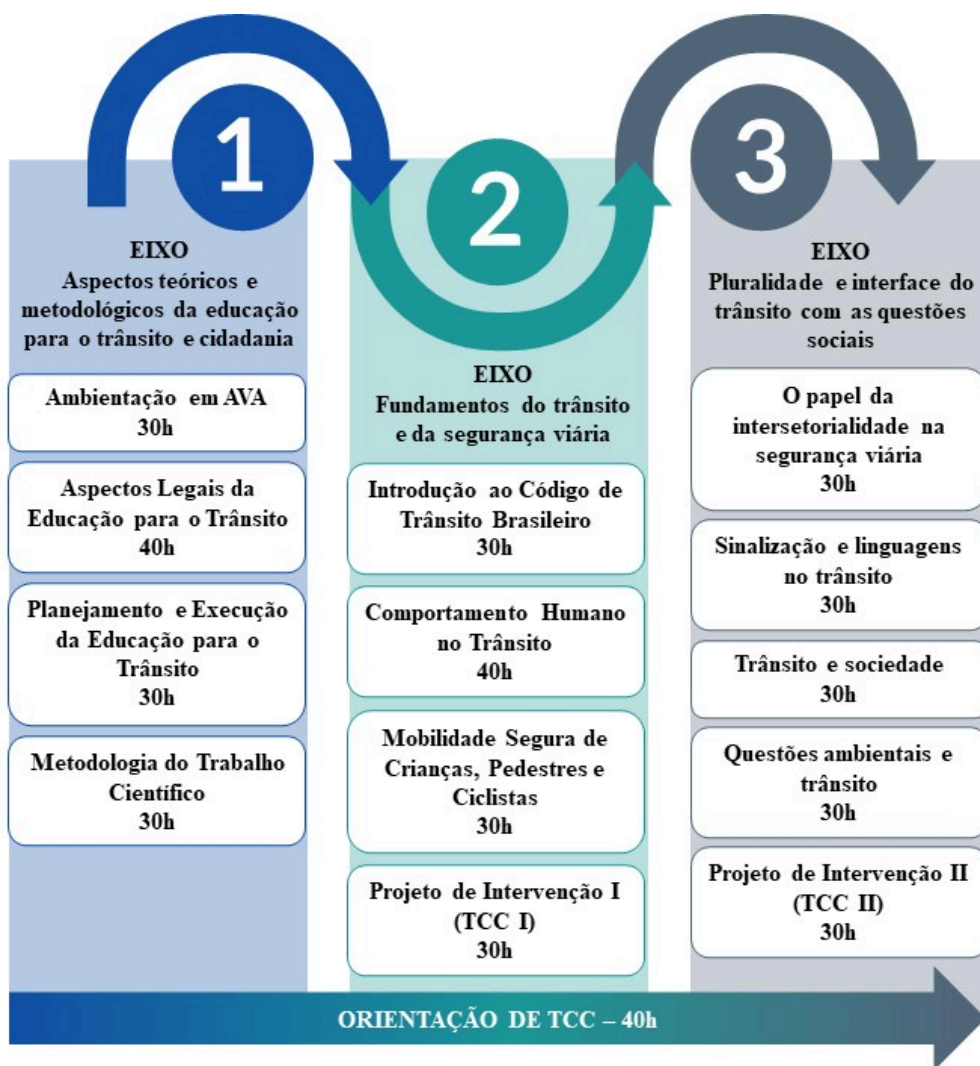 1
EIXO
Aspectos teóricos e
metodológicos da educação
para o trânsito e cidadania
Ambientação em AVA
30h
Aspectos Legais da
Educação para o Trânsito
40h
Planejamento e Execução
da Educação para o
Trânsito
30h
Metodologia do Trabalho
Científico
30h
2
EIXO
Fundamentos do trânsito
e da segurança viária
Introdução ao Código de
Trânsito Brasileiro
30h
Comportamento Humano
no Trânsito
40h
Mobilidade Segura de
Crianças, Pedestres e
Ciclistas
30h
Projeto de Intervenção I
(TCC I)
30h
3
EIXO
Pluralidade e interface do
trânsito com as questões
sociais
O papel da
intersetorialidade na
segurança viária
30h
Sinalização e linguagens
no trânsito
30h
Trânsito e sociedade
30h
Questões ambientais e
trânsito
30h
Projeto de Intervenção II
(TCC II)
30h
ORIENTAÇÃO DE TCC – 40h